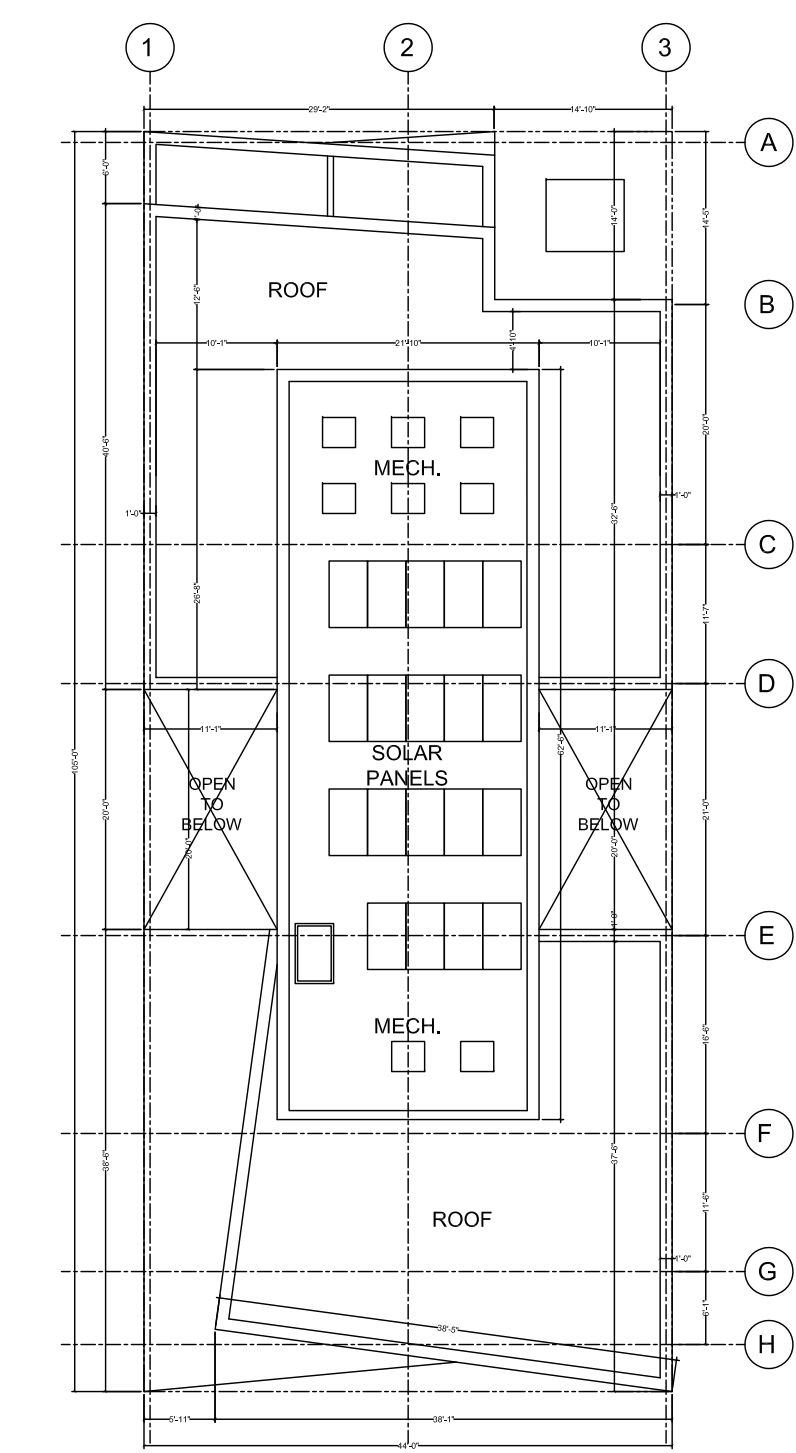 1
2
3
29'-2"
14'-10"
A
6'-0"
14'-0"
14'-5"
ROOF
12'-6"
B
10'-1"
21'-10"
4'-10"
10'-1"
20'-0"
40'-6"
MECH.
1'-0"
32'-6"
1'-0"
C
26'-8"
11'-7"
D
11'-1"
11'-1"
105'-0"
SOLAR
PANELS
62'-6"
OPEN
TO
BELOW
OPEN
TO
BELOW
20'-0"
20'-0"
20'-0"
21'-0"
E
MECH.
16'-6"
F
38'-6"
37'-6"
ROOF
11'-6"
1'-0"
G
6'-1"
38'-5"
H
5'-11"
38'-1"
44'-0"